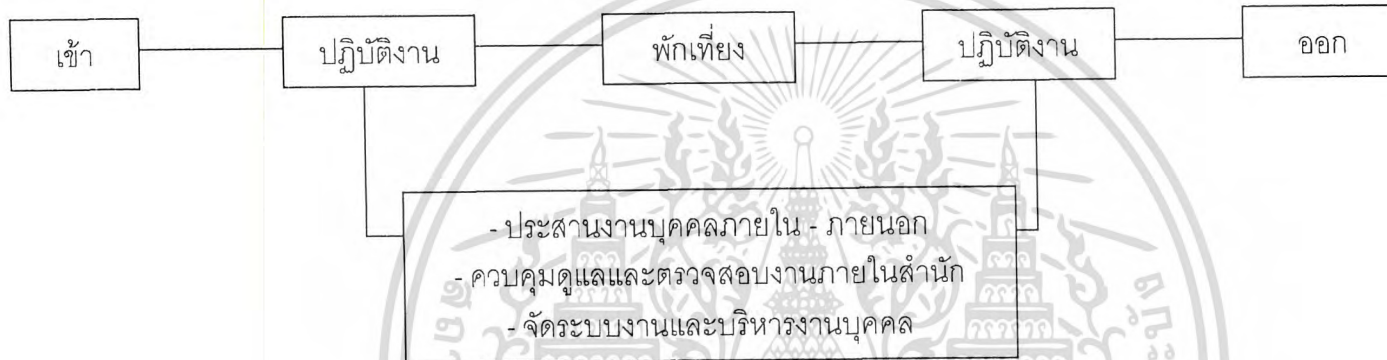 เข้า
ปฏิบัติงาน
พักเที่ยง
ปฏิบัติงาน
ออก
- ประสานงานบุคคลภายใน - ภายนอก
- ควบคุมดูแลและตรวจสอบงานภายในสำนัก
- จัดระบบงานและบริหารงานบุคคล